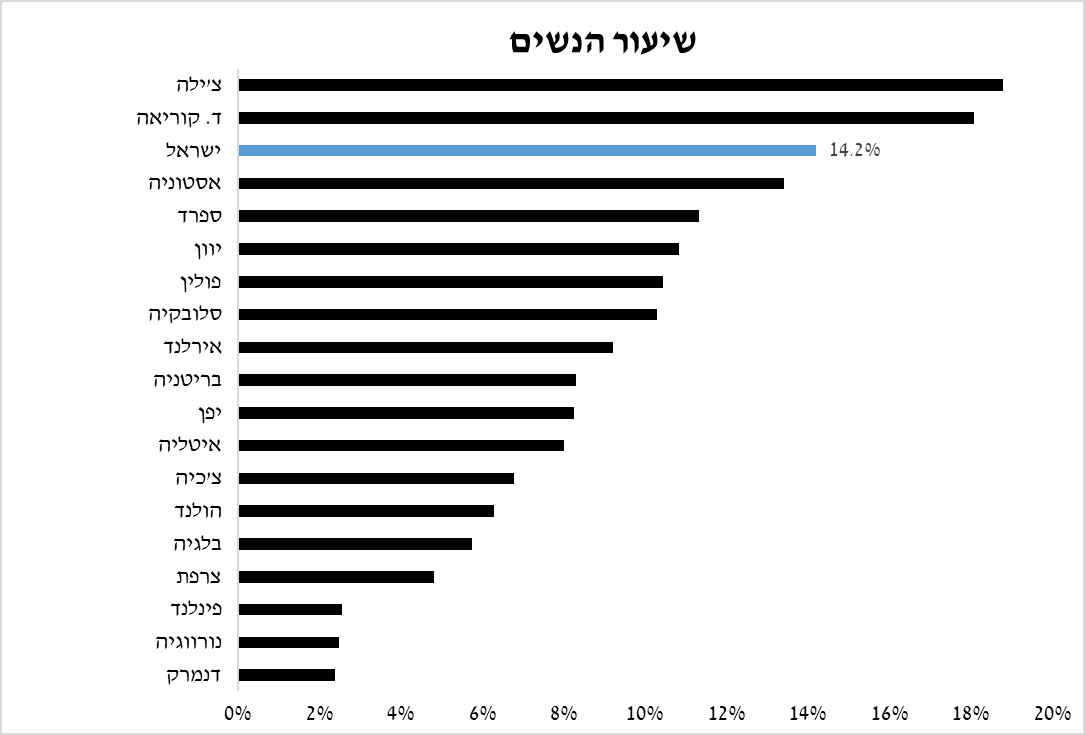 שיעור הנשים
צ'ילה
ד. קוריאה
ישראל
14.2%
אסטוניה
ספרד
יוון
פולין
סלובקיה
אירלנד
בריטניה
יפן
איטליה
צ'כיה
הולנד
בלגיה
צרפת
פינלנד
נורווגיה
דנמרק
0% 2% 4% 6% 8% 10% 12% 14% 16% 18% 20%